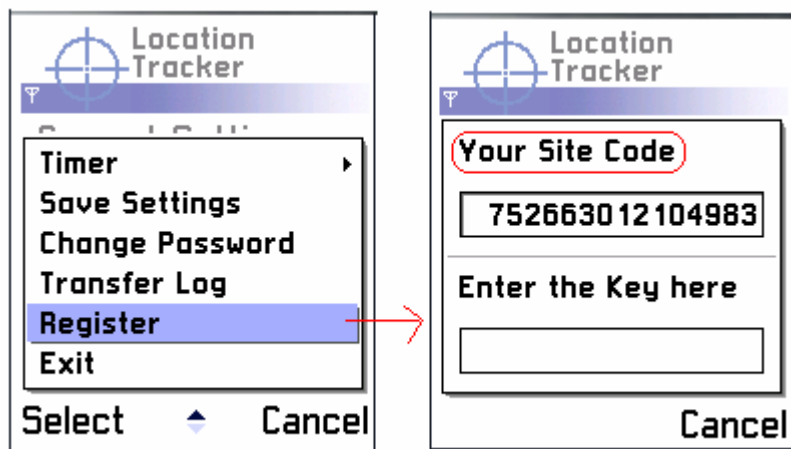 Location
Tracker
Timer
Save Settings
Change Password
Transfer Log
Register
Exit
Select
Cancel
Location
Tracker
Your Site Code
752663012104983
Enter the Key here
Cancel